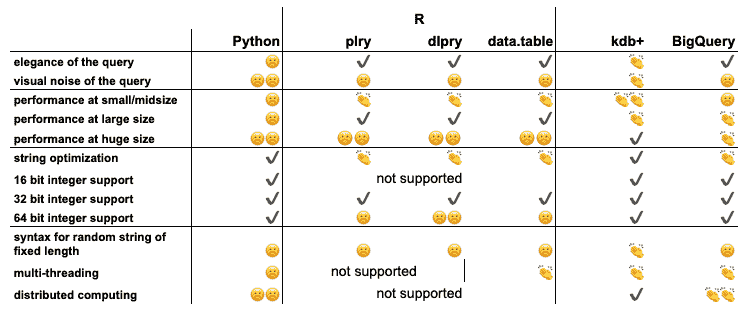 R
Python plry dlpry data.table kdb+ BigQuery
elegance of the query ☹️ ✔ ✔ ✔ 👏 ✔
visual noise of the query ☹️☹️ ☹️ ☹️ ☹️ 👏 ☹️
performance at small/midsize ☹️ 👏 👏 👏 👏👏 ☹️
performance at large size ☹️ ✔ ✔ ✔ 👏 👏
performance at huge size ☹️☹️ ☹️☹️ ☹️☹️ ☹️☹️ ✔ 👏
string optimization ✔ 👏 👏 👏 ✔ ✔
16 bit integer support ✔ not supported ✔ ✔
32 bit integer support ✔ ✔ ✔ ✔ ✔ ✔
64 bit integer support ✔ ☹️ ☹️☹️ ☹️ ✔ ✔
syntax for random string of
fixed length ☹️ ☹️ ☹️ ☹️ 👏 ☹️
multi-threading ☹️ not supported 👏 👏 👏
distributed computing ☹️☹️ not supported ✔ 👏👏